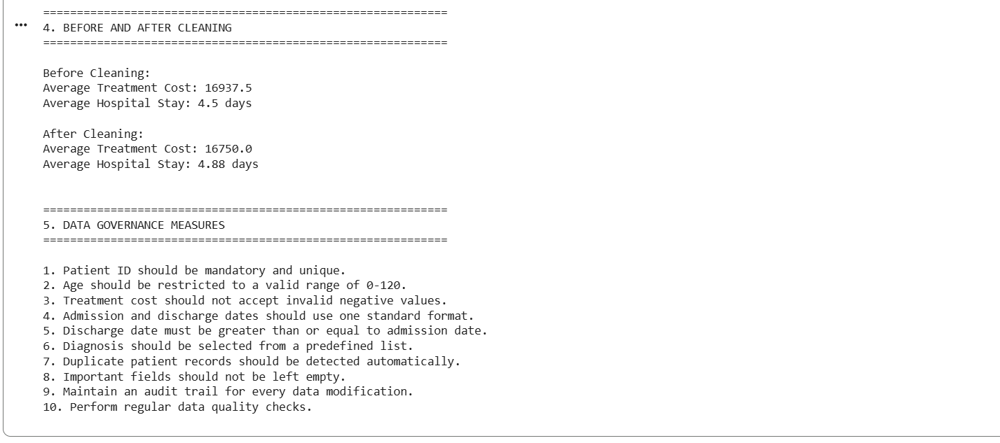 ============================================================
4. BEFORE AND AFTER CLEANING
============================================================
Before Cleaning:
Average Treatment Cost: 16937.5
Average Hospital Stay: 4.5 days
After Cleaning:
Average Treatment Cost: 16750.0
Average Hospital Stay: 4.88 days
============================================================
5. DATA GOVERNANCE MEASURES
============================================================
1. Patient ID should be mandatory and unique.
2. Age should be restricted to a valid range of 0-120.
3. Treatment cost should not accept invalid negative values.
4. Admission and discharge dates should use one standard format.
5. Discharge date must be greater than or equal to admission date.
6. Diagnosis should be selected from a predefined list.
7. Duplicate patient records should be detected automatically.
8. Important fields should not be left empty.
9. Maintain an audit trail for every data modification.
10. Perform regular data quality checks.